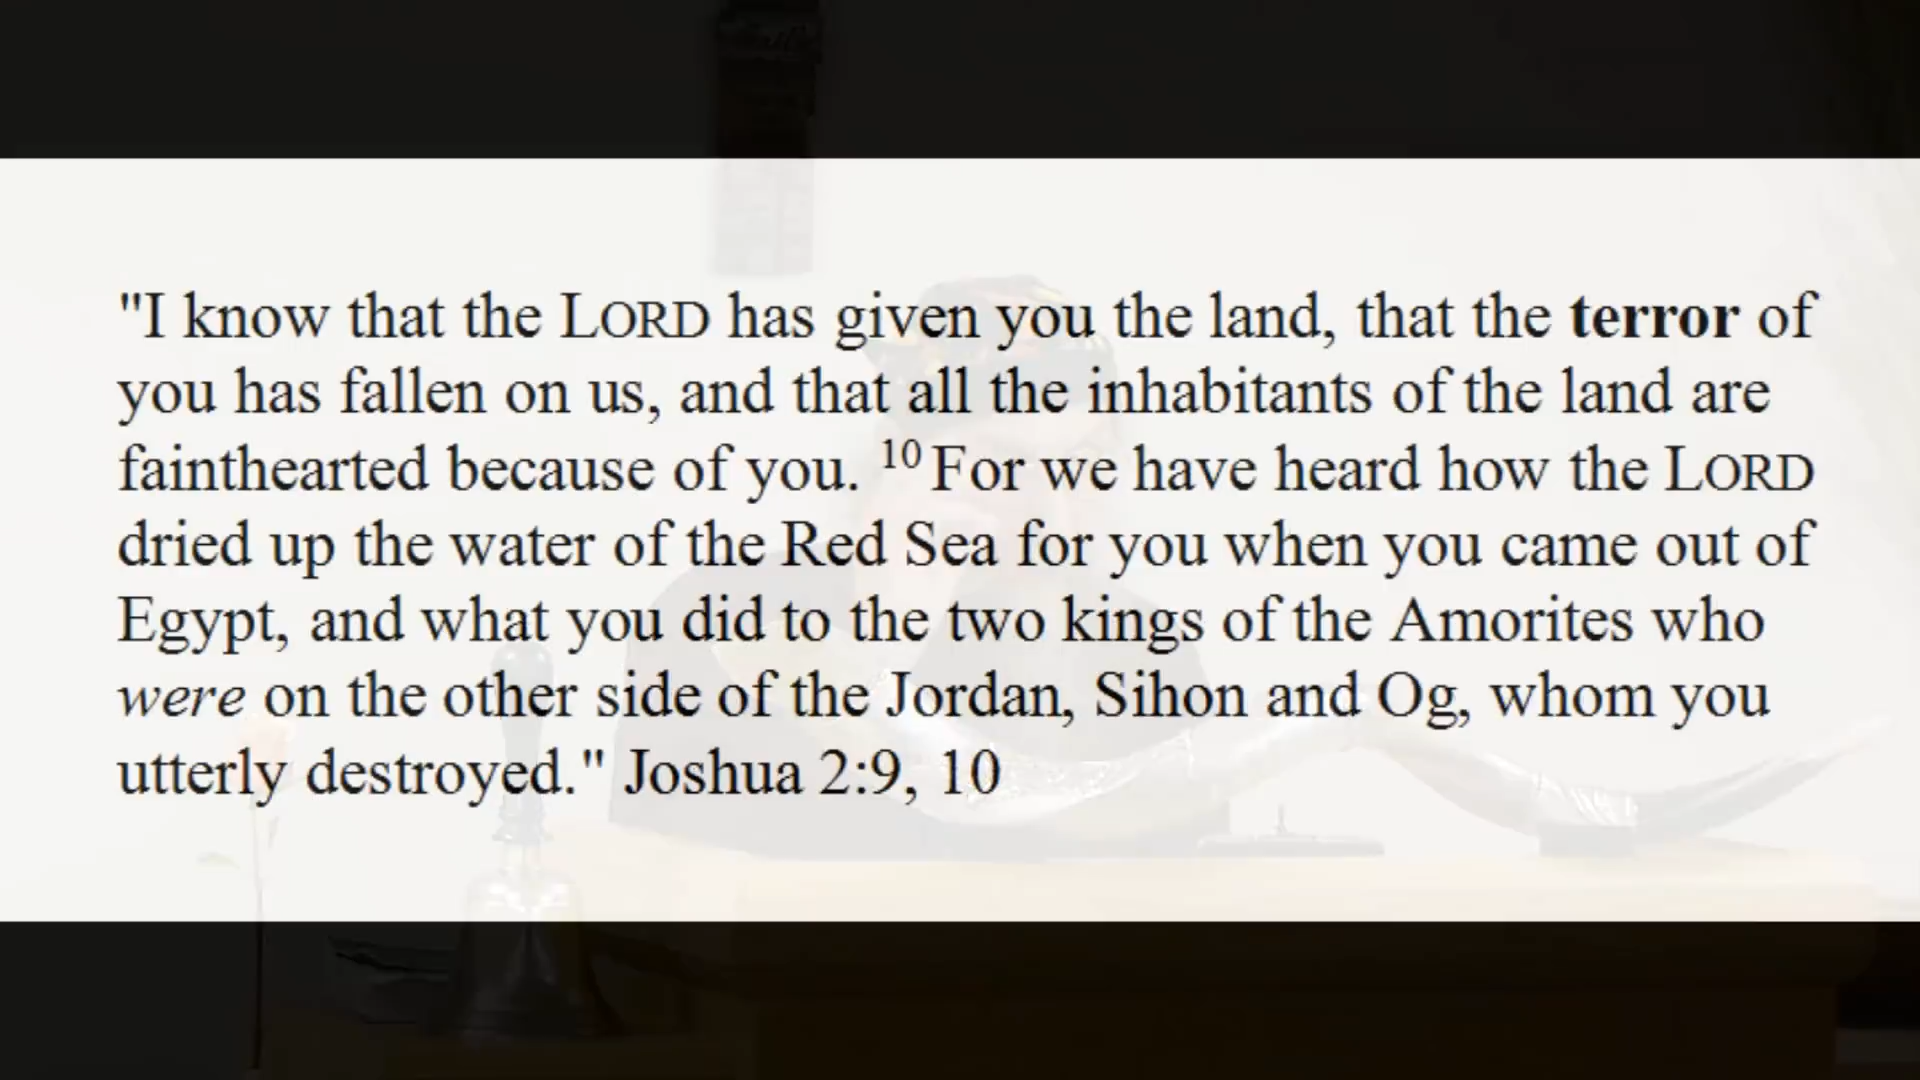 "I know that the LORD has given you the land, that the terror of
you has fallen on us, and that all the inhabitants of the land are
fainthearted because of you. 10 For we have heard how the LORD
dried up the water of the Red Sea for you when you came out of
Egypt, and what you did to the two kings of the Amorites who
were on the other side of the Jordan, Sihon and Og, whom you
utterly destroyed." Joshua 2:9, 10